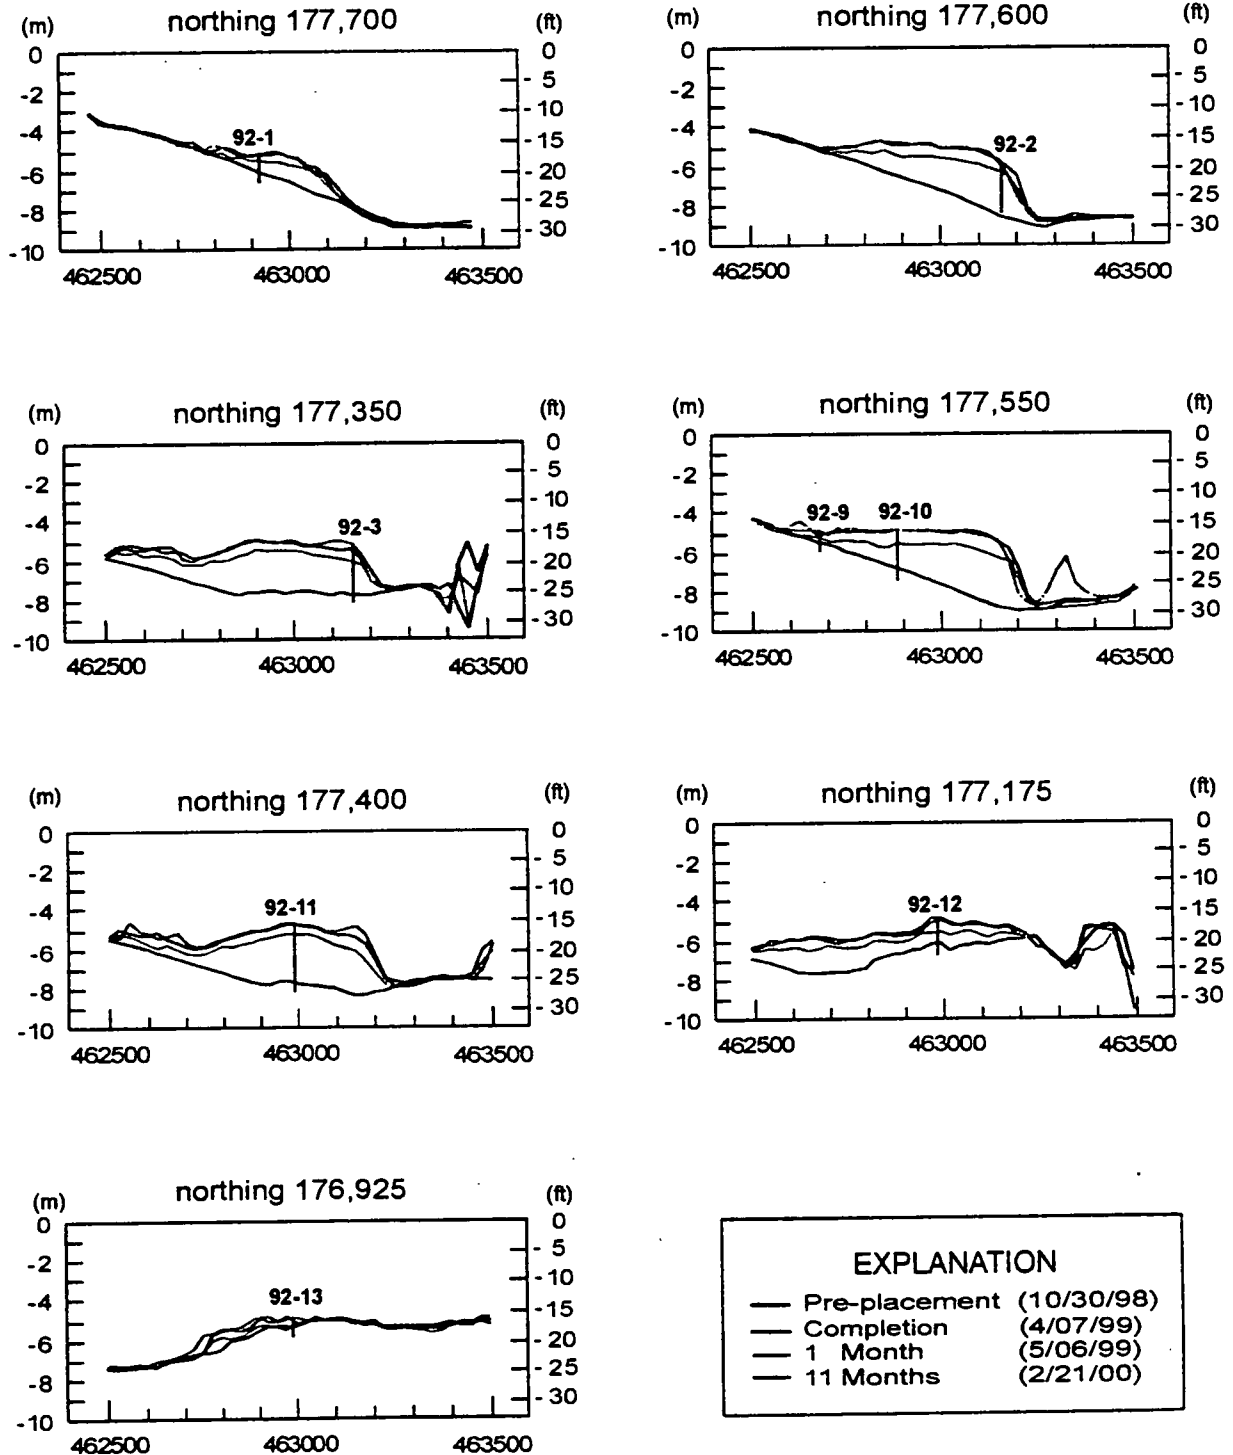 (m) northing 177,700 (ft)
0 0
-2 - 5
-4 - 10
-6 - 15
-8 - 20
-10 - 25
- 30
92-1
462500 463000 463500
(m) northing 177,600 (ft)
0 0
-2 - 5
-4 - 10
-6 - 15
-8 - 20
-10 - 25
- 30
92-2
462500 463000 463500
(m) northing 177,350 (ft)
0 0
-2 - 5
-4 - 10
-6 - 15
-8 - 20
-10 - 25
- 30
92-3
462500 463000 463500
(m) northing 177,550 (ft)
0 0
-2 - 5
-4 - 10
-6 - 15
-8 - 20
-10 - 25
- 30
92-9 92-10
462500 463000 463500
(m) northing 177,400 (ft)
0 0
-2 - 5
-4 - 10
-6 - 15
-8 - 20
-10 - 25
- 30
92-11
462500 463000 463500
(m) northing 177,175 (ft)
0 0
-2 - 5
-4 - 10
-6 - 15
-8 - 20
-10 - 25
- 30
92-12
462500 463000 463500
(m) northing 176,925 (ft)
0 0
-2 - 5
-4 - 10
-6 - 15
-8 - 20
-10 - 25
- 30
92-13
462500 463000 463500
EXPLANATION
Pre-placement (10/30/98)
Completion (4/07/99)
1 Month (5/06/99)
11 Months (2/21/00)